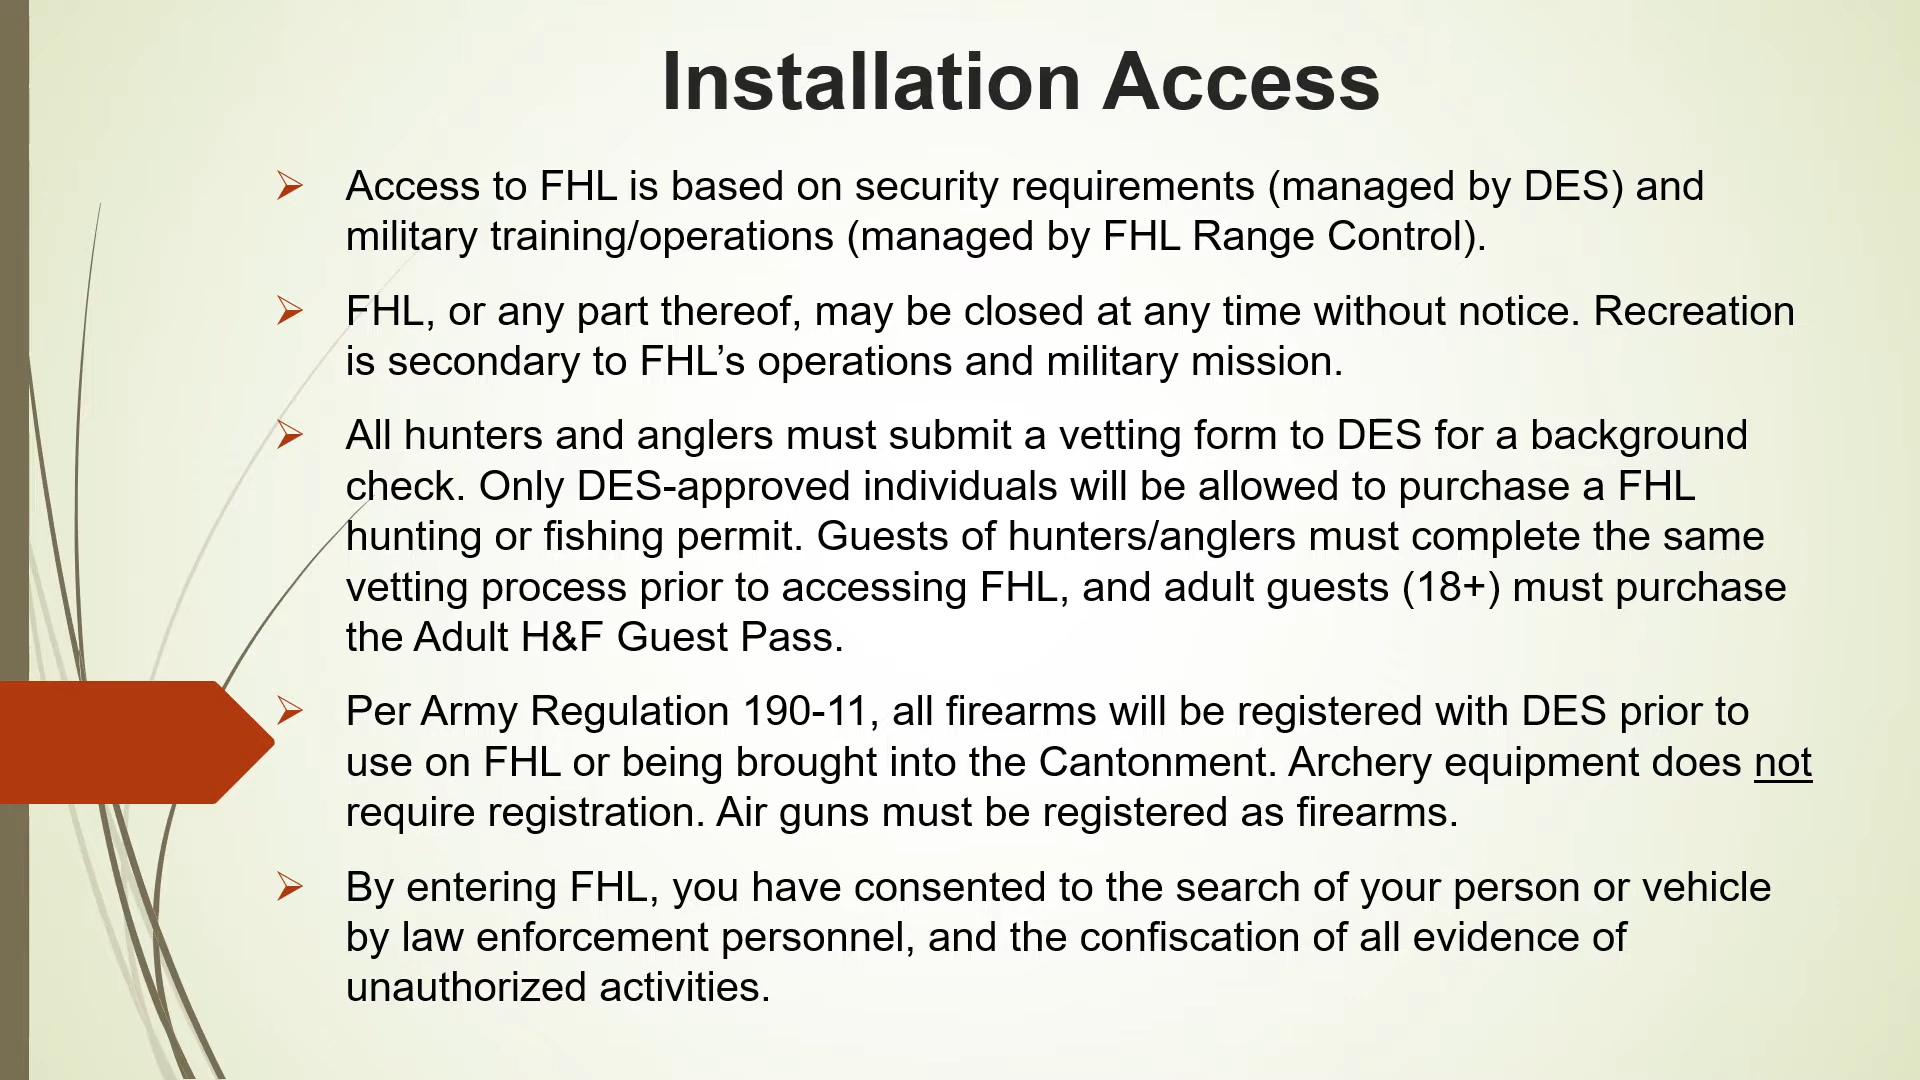 Installation Access
Access to FHL is based on security requirements (managed by DES) and
military training/operations (managed by FHL Range Control).
FHL, or any part thereof, may be closed at any time without notice. Recreation
is secondary to FHL’s operations and military mission.
All hunters and anglers must submit a vetting form to DES for a background
check. Only DES-approved individuals will be allowed to purchase a FHL
hunting or fishing permit. Guests of hunters/anglers must complete the same
vetting process prior to accessing FHL, and adult guests (18+) must purchase
the Adult H&F Guest Pass.
Per Army Regulation 190-11, all firearms will be registered with DES prior to
use on FHL or being brought into the Cantonment. Archery equipment does not
require registration. Air guns must be registered as firearms.
By entering FHL, you have consented to the search of your person or vehicle
by law enforcement personnel, and the confiscation of all evidence of
unauthorized activities.